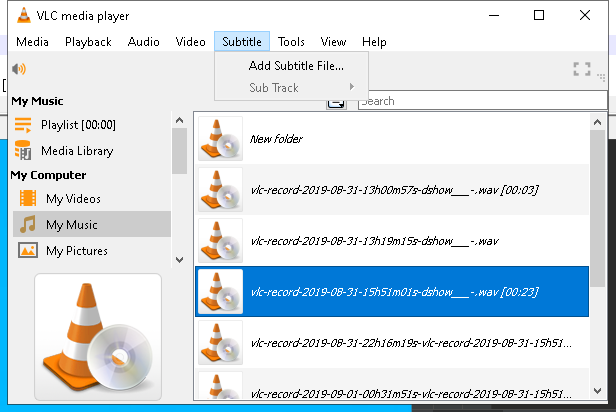 VLC media player
Media Playback Audio Video Subtitle Tools View Help
Add Subtitle File...
Sub Track
Search
My Music
Playlist [00:00]
Media Library
My Computer
My Videos
My Music
My Pictures
New folder
vlc-record-2019-08-31-13h00m57s-dshow___-,wav [00:03]
vlc-record-2019-08-31-13h19m15s-dshow___-,wav
vlc-record-2019-08-31-15h51m01s-dshow___-,wav [00:23]
vlc-record-2019-08-31-22h16m19s-vlc-record-2019-08-31-15h51...
vlc-record-2019-09-01-00h31m51s-vlc-record-2019-08-31-15h51...